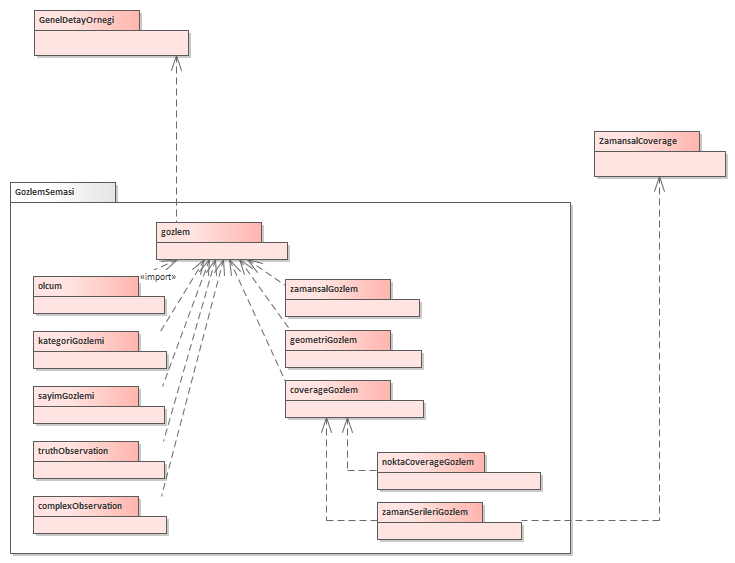 GenelDetayOrnegi
ZamansalCoverage
GozlemSemasi
gozlem
«import»
olcum
zamansalGozlem
kategoriGozlemi
geometriGozlem
sayimGozlemi
coverageGozlem
truthObservation
noktaCoverageGozlem
complexObservation
zamanSerileriGozlem